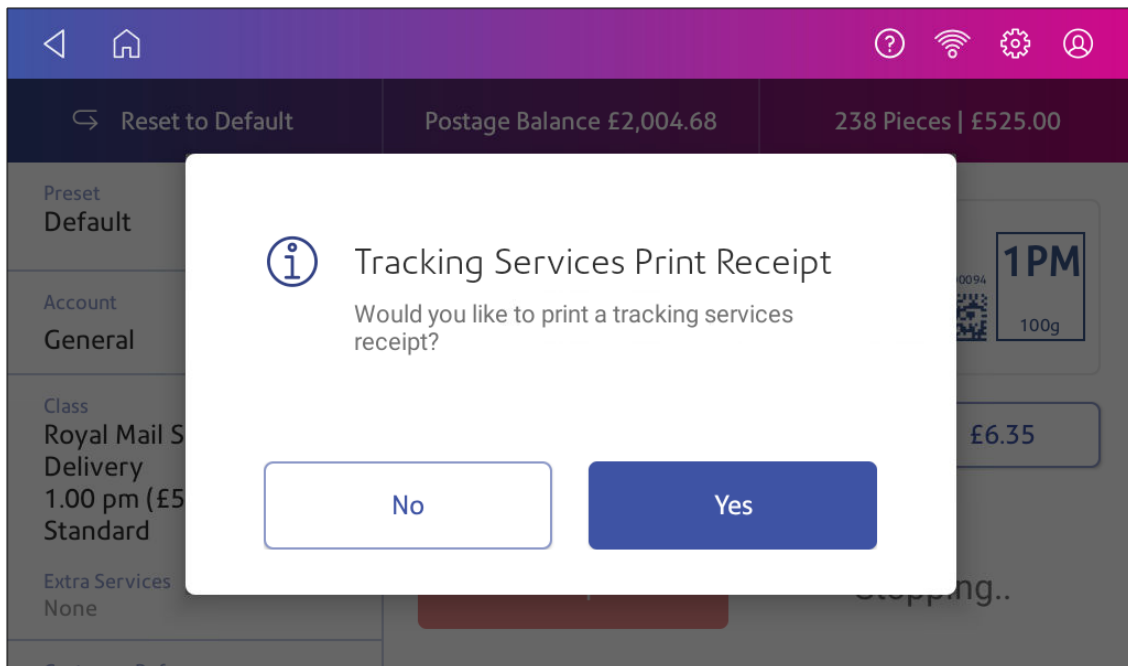 Reset to Default
Postage Balance £2,004.68
238 Pieces | £525.00
Preset
Default
Account
General
Class
Royal Mail S
Delivery
1.00 pm (£5
Standard
Extra Services
None
Tracking Services Print Receipt
Would you like to print a tracking services
receipt?
No
Yes
0094
1PM
100g
£6.35